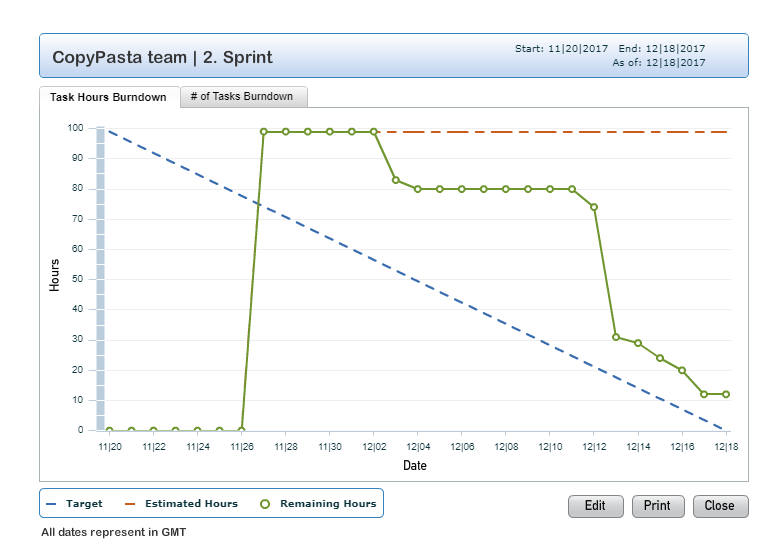 CopyPasta team | 2. Sprint
Start: 11|20|2017 End: 12|18|2017
As of: 12|18|2017
Task Hours Burndown
# of Tasks Burndown
100
90
80
70
60
50
40
30
20
10
0
Hours
11|20 11|22 11|24 11|26 11|28 11|30 12|02 12|04 12|06 12|08 12|10 12|12 12|14 12|16 12|18
Date
Target Estimated Hours Remaining Hours
Edit Print Close
All dates represent in GMT